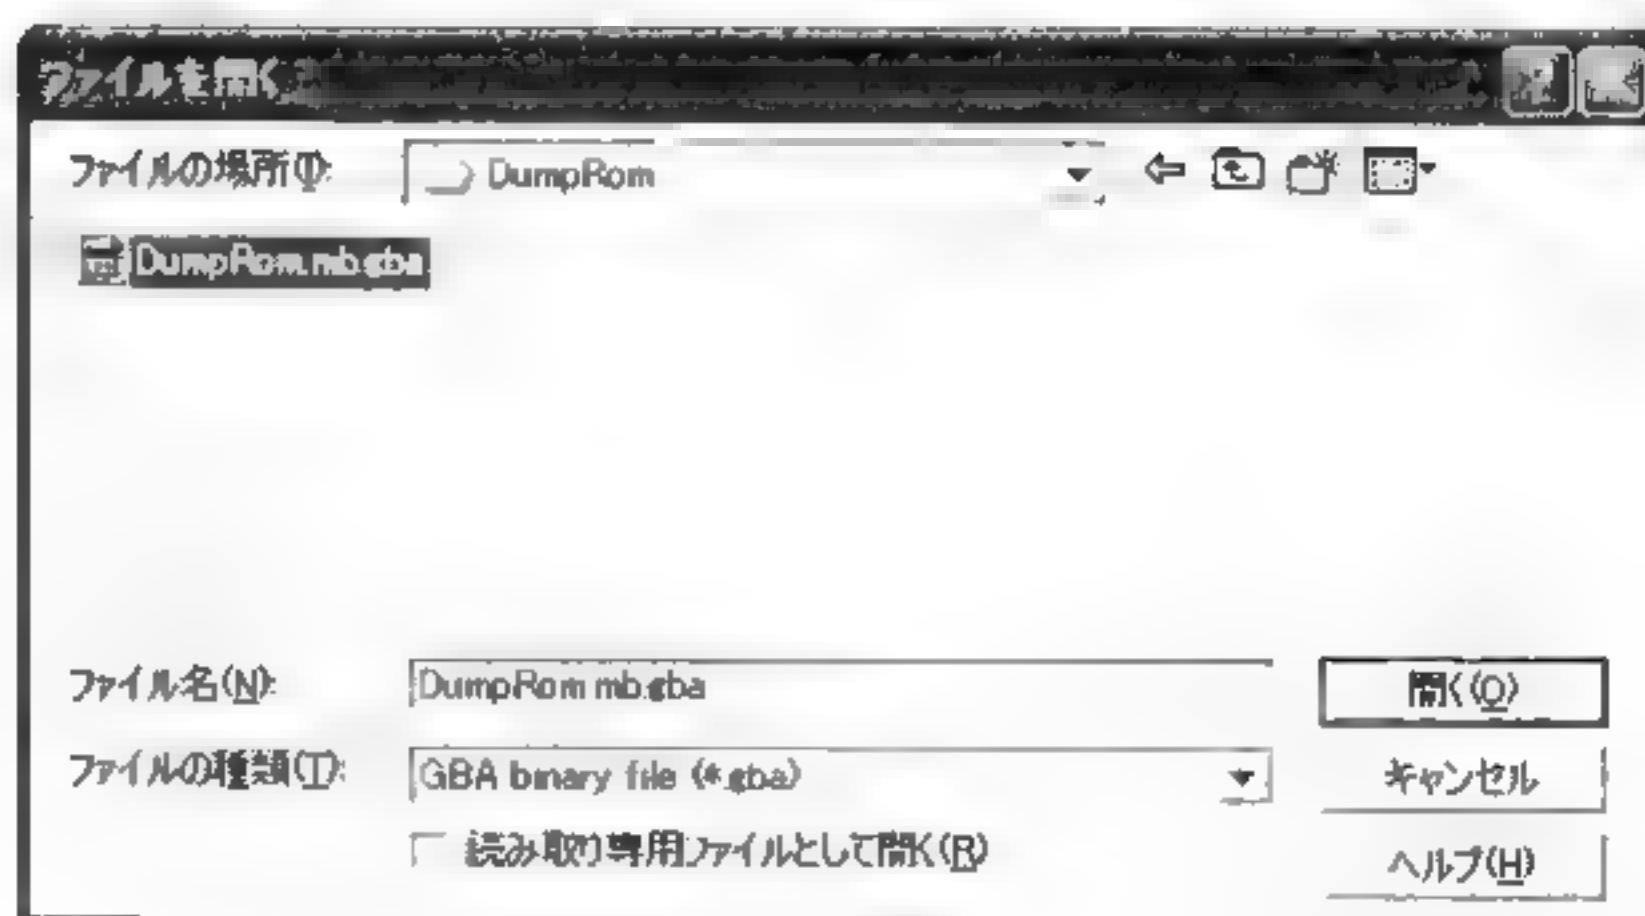 ファイルを開く
ファイルの場所(I): DumpRom
DumpRom.mb.gba
ファイル名(N): DumpRom.mb.gba 開く(O)
ファイルの種類(T): GBA binary file (*.gba) キャンセル
読み取り専用ファイルとして開く(R) ヘルプ(H)